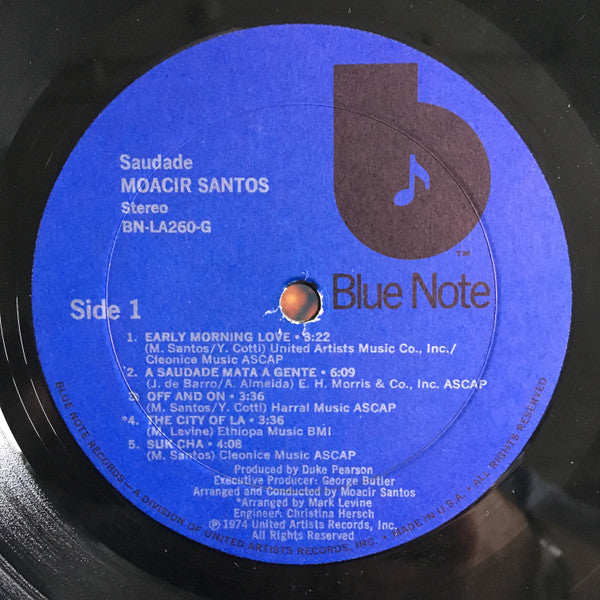 Saudade
MOACIR SANTOS
Stereo
BN-LA260-G
TM
Blue Note
Side 1
1. EARLY MORNING LOVE • 3:22
(M. Santos/Y. Cotti) United Artists Music Co., Inc./
Cleonice Music ASCAP
2. A SAUDADE MATA A GENTE • 6:09
(J. de Barro/A. Almeida) E. H. Morris & Co., Inc. ASCAP
3. OFF AND ON • 3:36
(M. Santos/Y. Cotti) Harral Music ASCAP
*4. THE CITY OF LA • 3:36
(M. Levine) Ethiopa Music BMI
5. SUK CHA • 4:08
(M. Santos) Cleonice Music ASCAP
Produced by Duke Pearson
Executive Producer: George Butler
Arranged and Conducted by Moacir Santos
*Arranged by Mark Levine
Engineer: Christina Hersch
℗ 1974 United Artists Records, Inc.
All Rights Reserved
BLUE NOTE RECORDS—A DIVISION OF UNITED ARTISTS RECORDS, INC. • MADE IN U.S.A. • ALL RIGHTS RESERVED